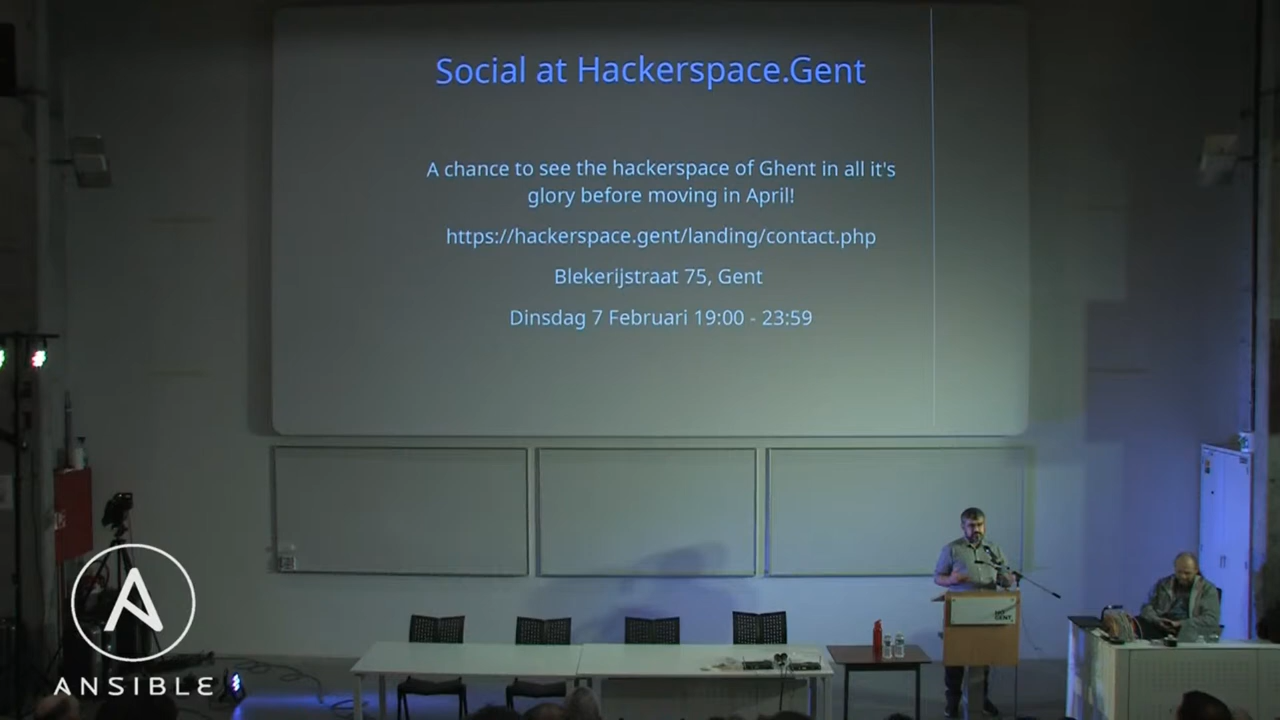 Social at Hackerspace.Gent
A chance to see the hackerspace of Ghent in all it's
glory before moving in April!
https://hackerspace.gent/landing/contact.php
Blekerijstraat 75, Gent
Dinsdag 7 Februari 19:00 - 23:59
GENT
ANSIBLE